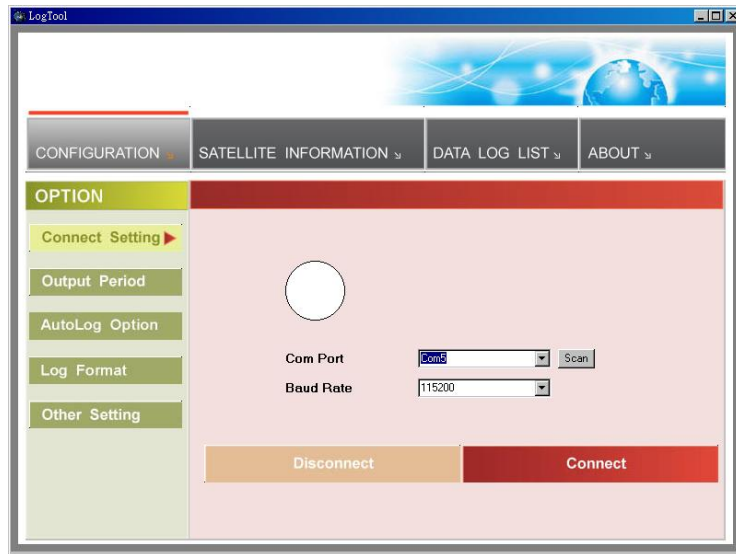 LogTool
CONFIGURATION
SATELLITE INFORMATION
DATA LOG LIST
ABOUT
OPTION
Connect Setting
Output Period
AutoLog Option
Log Format
Other Setting
Com Port
Com5
Scan
Baud Rate
115200
Disconnect
Connect